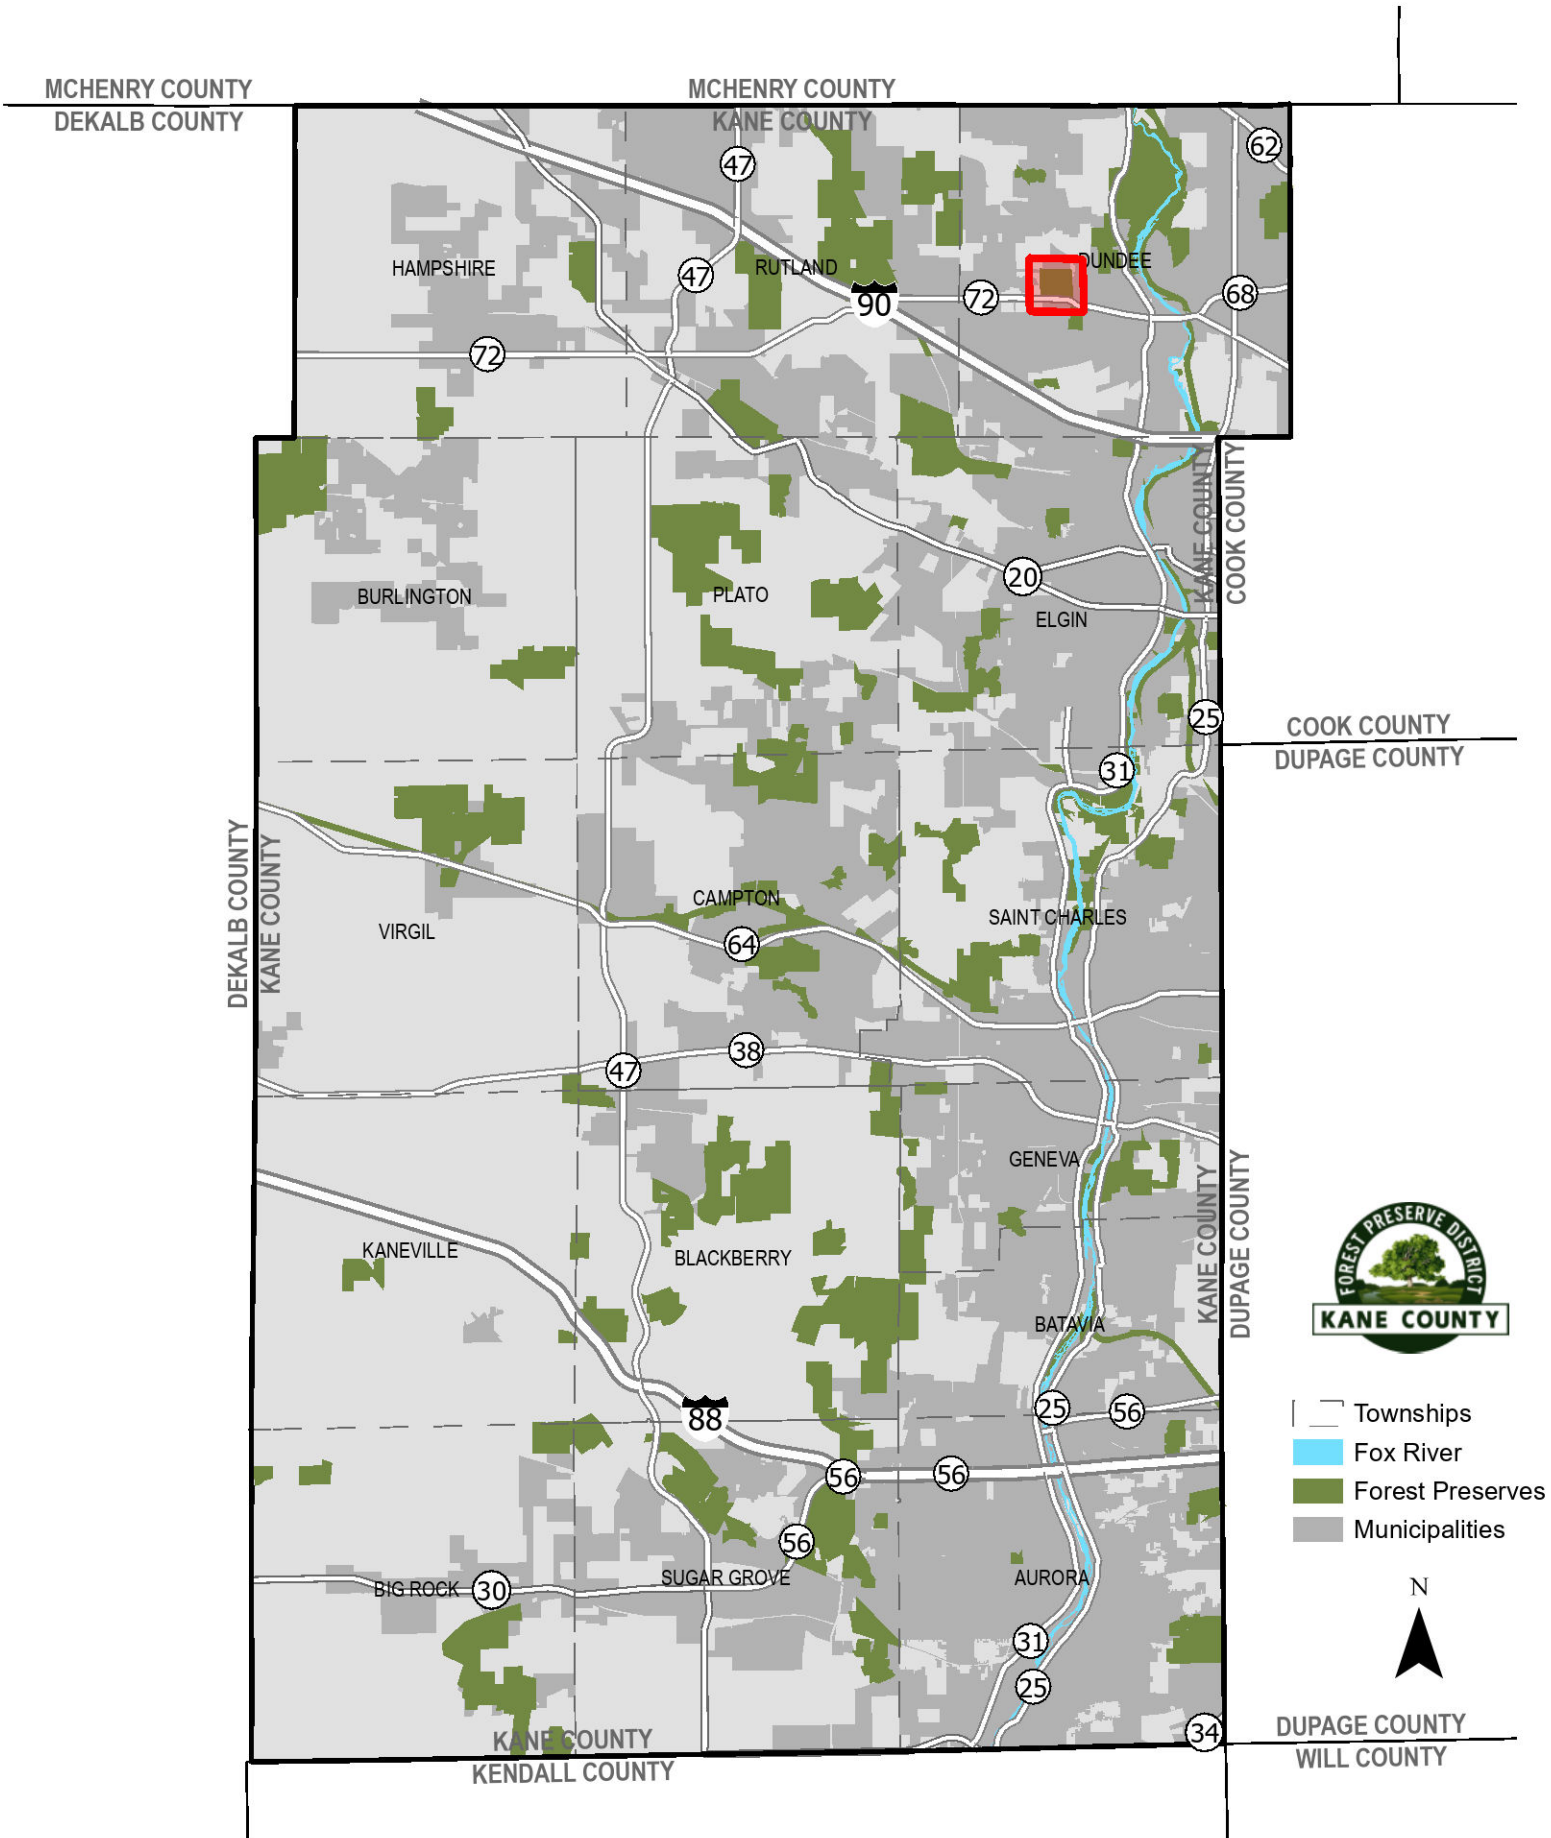 MCHENRY COUNTY
DEKALB COUNTY
MCHENRY COUNTY
KANE COUNTY
62
47
HAMPSHIRE
47
RUTLAND
DUNDEE
90
72
68
72
KANE COUNTY
COOK COUNTY
BURLINGTON
PLATO
20
ELGIN
25
COOK COUNTY
DUPAGE COUNTY
31
DEKALB COUNTY
KANE COUNTY
CAMPTON
SAINT CHARLES
VIRGIL
64
38
47
GENEVA
KANE COUNTY
DUPAGE COUNTY
KANEVILLE
BLACKBERRY
BATAVIA
FOREST PRESERVE DISTRICT
KANE COUNTY
88
25
56
Townships
Fox River
56
56
Forest Preserves
Municipalities
56
SUGAR GROVE
AURORA
BIG ROCK
30
N
31
25
34
KANE COUNTY
KENDALL COUNTY
DUPAGE COUNTY
WILL COUNTY